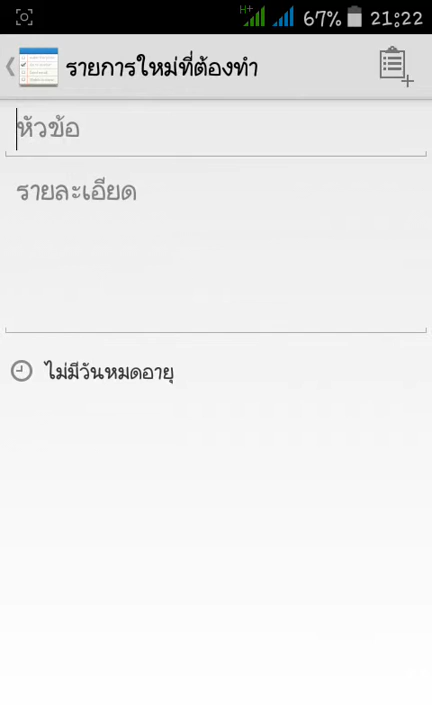 H+ 67% 21:22
รายการใหม่ที่ต้องทำ
หัวข้อ
รายละเอียด
ไม่มีวันหมดอายุ